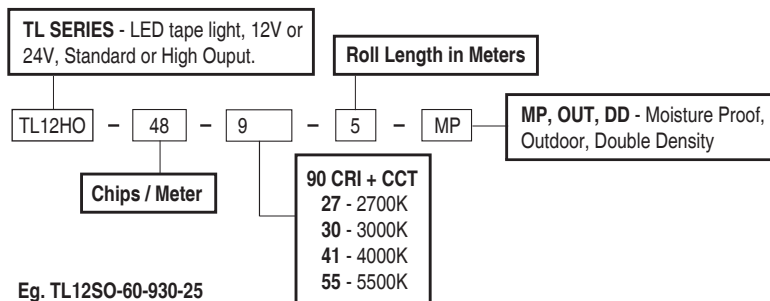 TL SERIES - LED tape light, 12V or
24V, Standard or High Ouput.
Roll Length in Meters
TL12HO - 48 - 9 - 5 - MP
MP, OUT, DD - Moisture Proof,
Outdoor, Double Density
Chips / Meter
90 CRI + CCT
27 - 2700K
30 - 3000K
41 - 4000K
55 - 5500K
Eg. TL12SO-60-930-25